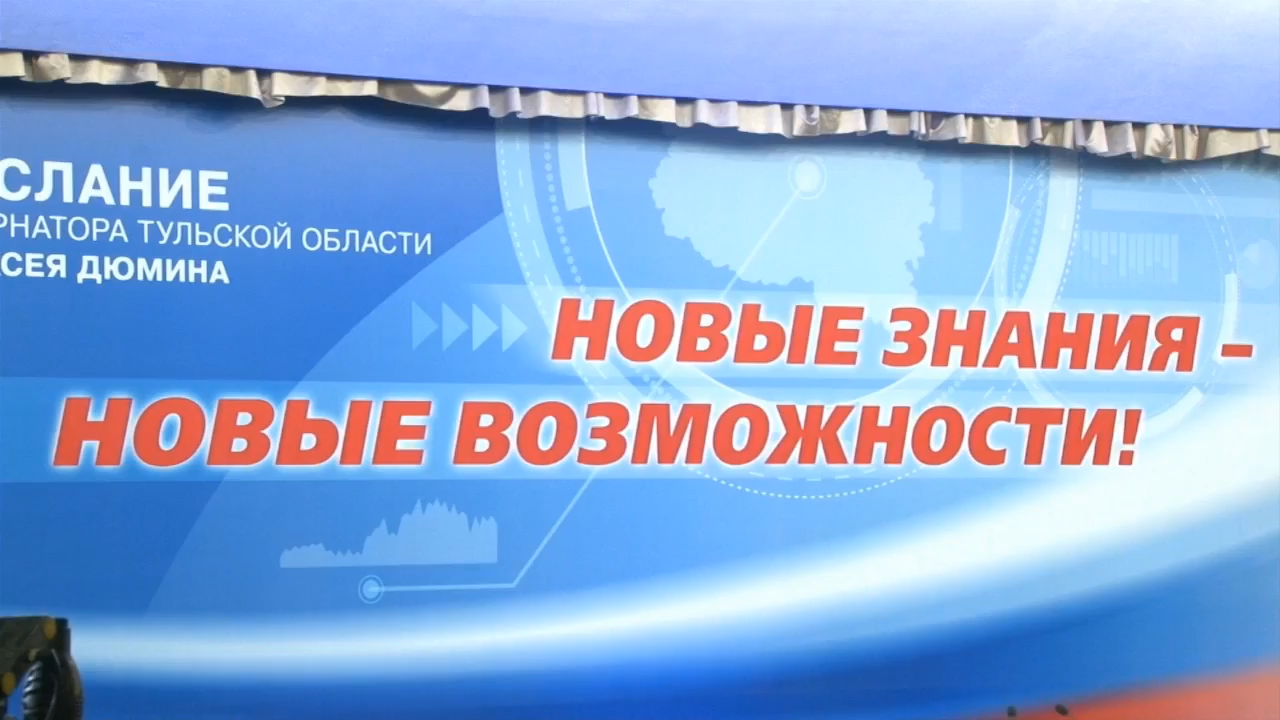 СЛАНИЕ
РНАТОРА ТУЛЬСКОЙ ОБЛАСТИ
СЕЯ ДЮМИНА
НОВЫЕ ЗНАНИЯ –
НОВЫЕ ВОЗМОЖНОСТИ!